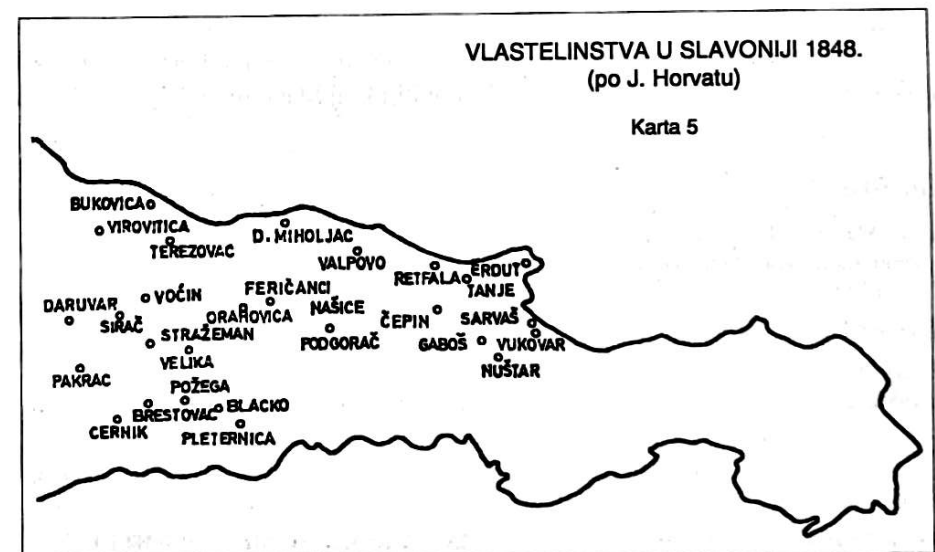 VLASTELINSTVA U SLAVONIJI 1848.
(po J. Horvatu)
Karta 5
BUKOVICA
VIROVITICA
TEREZOVAC
D. MIHOLJAC
VALPOVO
RETFALA
ERDUT
TANJE
DARUVAR
VOĆIN
SIRAČ
FERIČANCI
ORAHOVICA
NAŠICE
ČEPIN
SARVAŠ
STRAŽEMAN
PODGORAČ
GABOŠ
VUKOVAR
VELIKA
NUŠTAR
PAKRAC
POŽEGA
BRESTOVAC
BLACKO
CERNIK
PLETERNICA